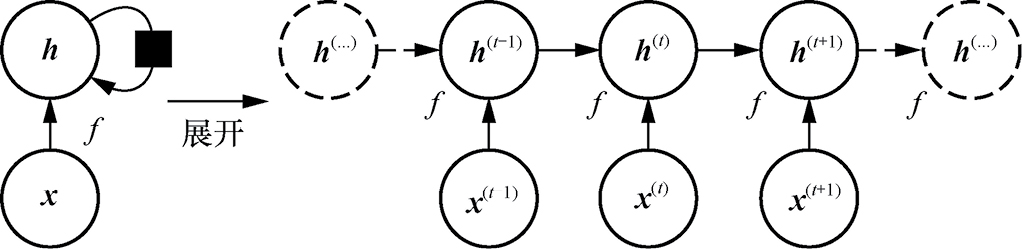 h h(…) h(t−1) h(t) h(t+1) h(…)
f f f f f
展开
x x(t 1) x(t) x(t+1)